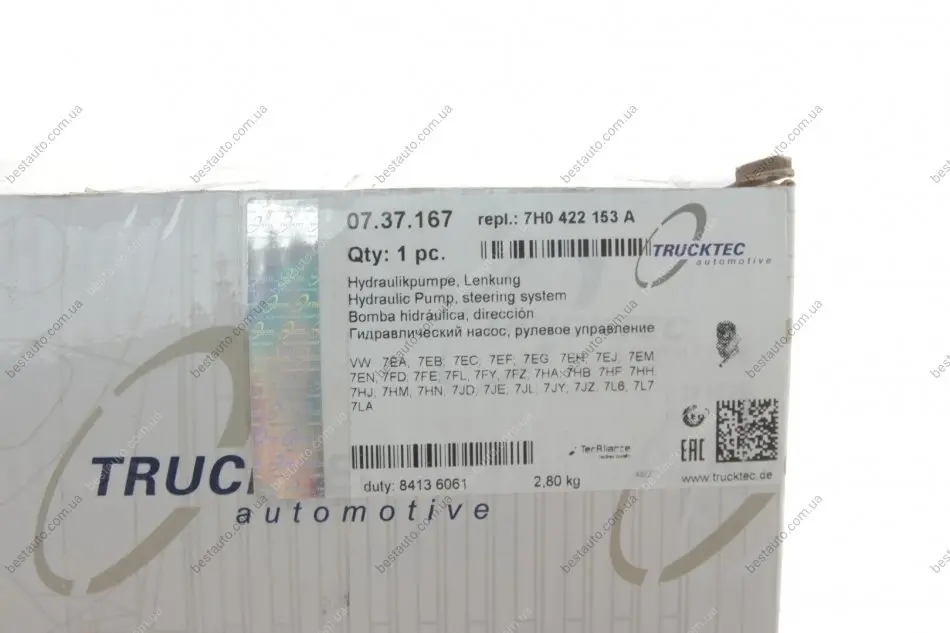 07.37.167 repl.: 7H0 422 153 A
Qty: 1 pc.
TRUCKTEC
automotive
Hydraulikpumpe, Lenkung
Hydraulic Pump, steering system
Bomba hidráulica, dirección
Гидравлический насос, рулевое управление
VW 7EA, 7EB, 7EC, 7EF, 7EG, 7EH, 7EJ, 7EM
7EN, 7FD, 7FE, 7FL, 7FY, 7FZ, 7HA, 7HB, 7HF, 7HH,
7HJ, 7HM, 7HN, 7JD, 7JE, 7JL, 7JY, 7JZ, 7L6, 7L7
7LA
TerAliance
EAC
duty: 8413 6061 2,80 kg
www.trucktec.de
TRUC
automotive
bestauto.com.ua